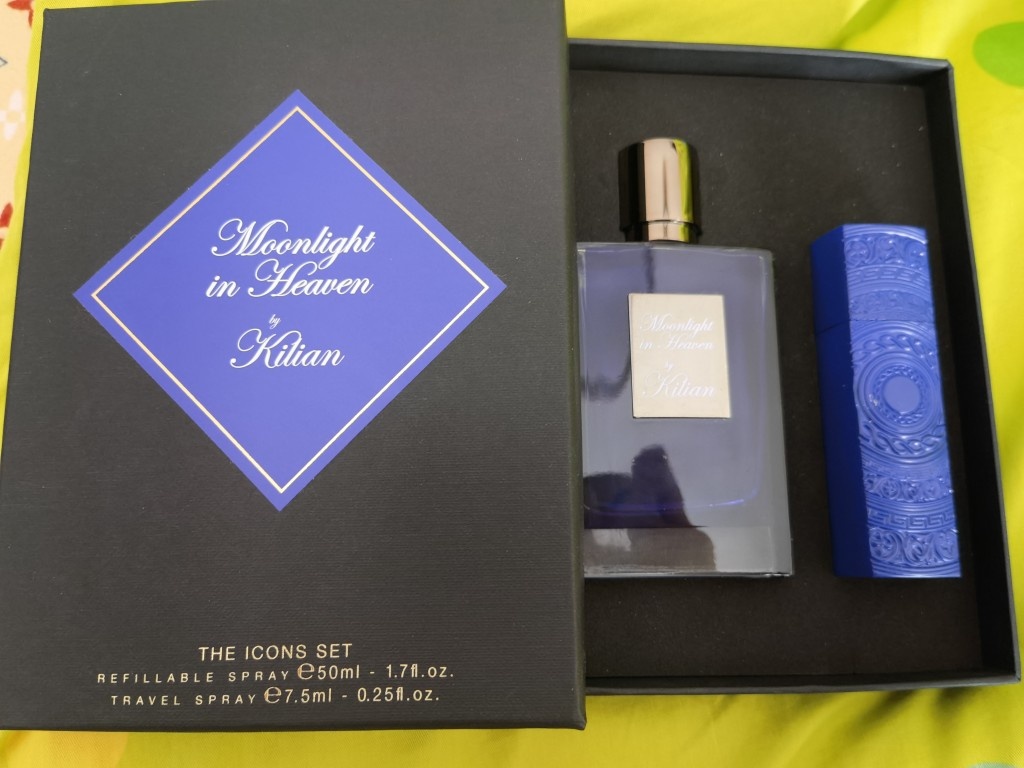 Moonlight
in Heaven
by
Kilian
THE ICONS SET
REFILLABLE SPRAY ℮50ml - 1.7fl.oz.
TRAVEL SPRAY ℮7.5ml - 0.25fl.oz.
Moonlight
in Heaven
by
Kilian